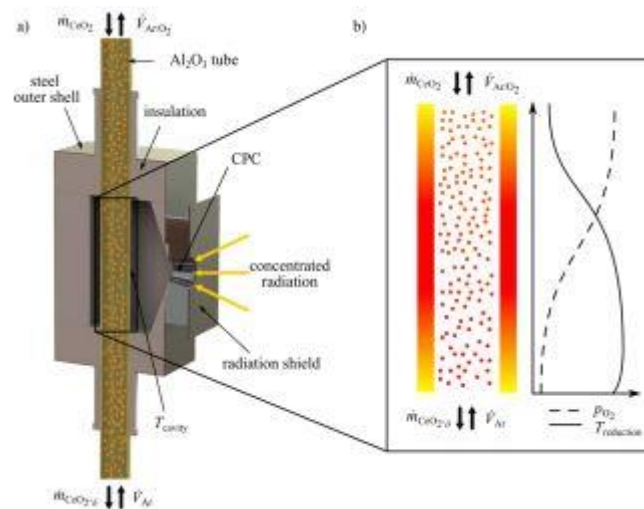 a)
ṁCeO2 V̇ArO2
Al2O3 tube
steel
outer shell
insulation
CPC
concentrated
radiation
radiation shield
Tcavity
ṁCeO2-δ V̇Ar
b)
ṁCeO2 V̇ArO2
ṁCeO2-δ V̇Ar
pO2
Treduction